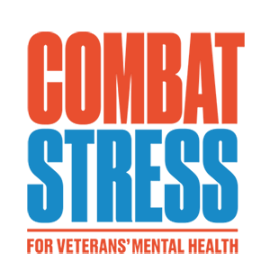 COMBAT
STRESS
FOR VETERANS' MENTAL HEALTH